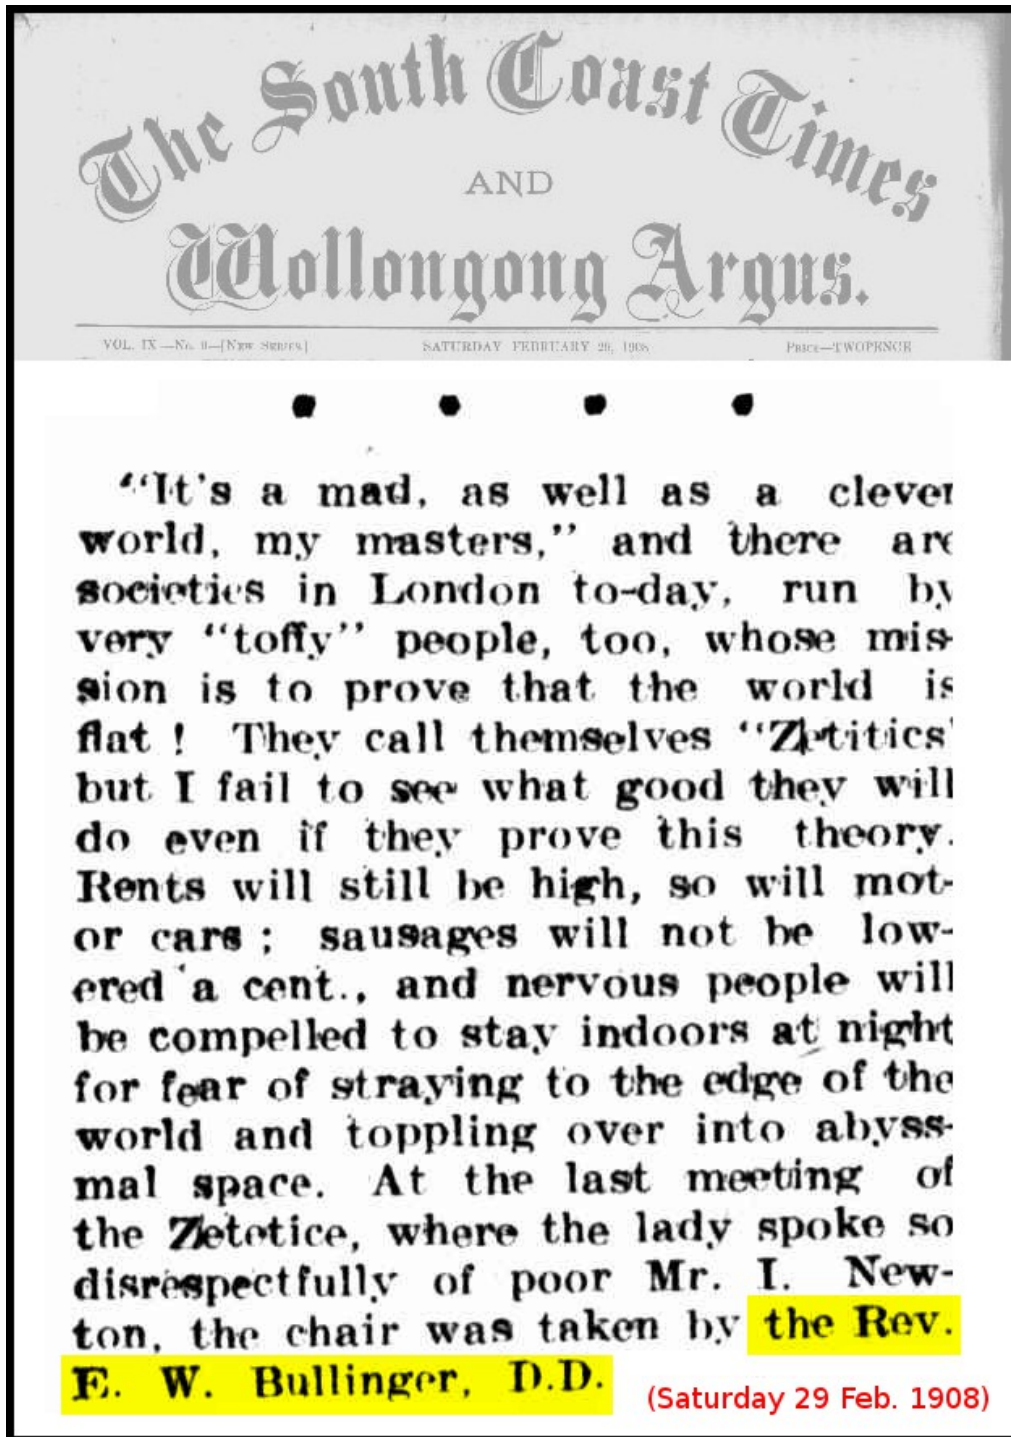 The South Coast Times
AND
Wollongong Argus.
VOL. IX—No. 9—[NEW SERIES] SATURDAY FEBRUARY 29, 1908 PRICE—TWOPENCE
“It's a mad, as well as a clever
world, my masters,” and there are
societies in London to-day, run by
very “toffy” people, too, whose mis-
sion is to prove that the world is
flat ! They call themselves “Zetitics”
but I fail to see what good they will
do even if they prove this theory.
Rents will still be high, so will mot-
or cars ; sausages will not be low-
ered a cent., and nervous people will
be compelled to stay indoors at night
for fear of straying to the edge of the
world and toppling over into abyss-
mal space. At the last meeting of
the Zetetice, where the lady spoke so
disrespectfully of poor Mr. I. New-
ton, the chair was taken by the Rev.
E. W. Bullinger, D.D.
(Saturday 29 Feb. 1908)